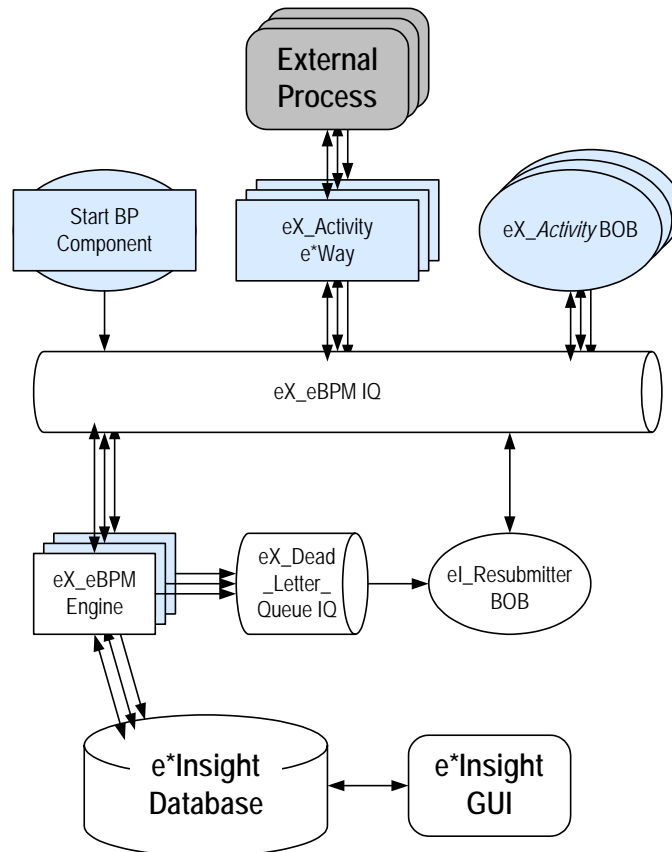 External
Process
Start BP
Component
eX_Activity
e*Way
eX_Activity BOB
eX_eBPM IQ
eX_eBPM
Engine
eX_Dead
_Letter_
Queue IQ
eI_Resubmitter
BOB
e*Insight
Database
e*Insight
GUI